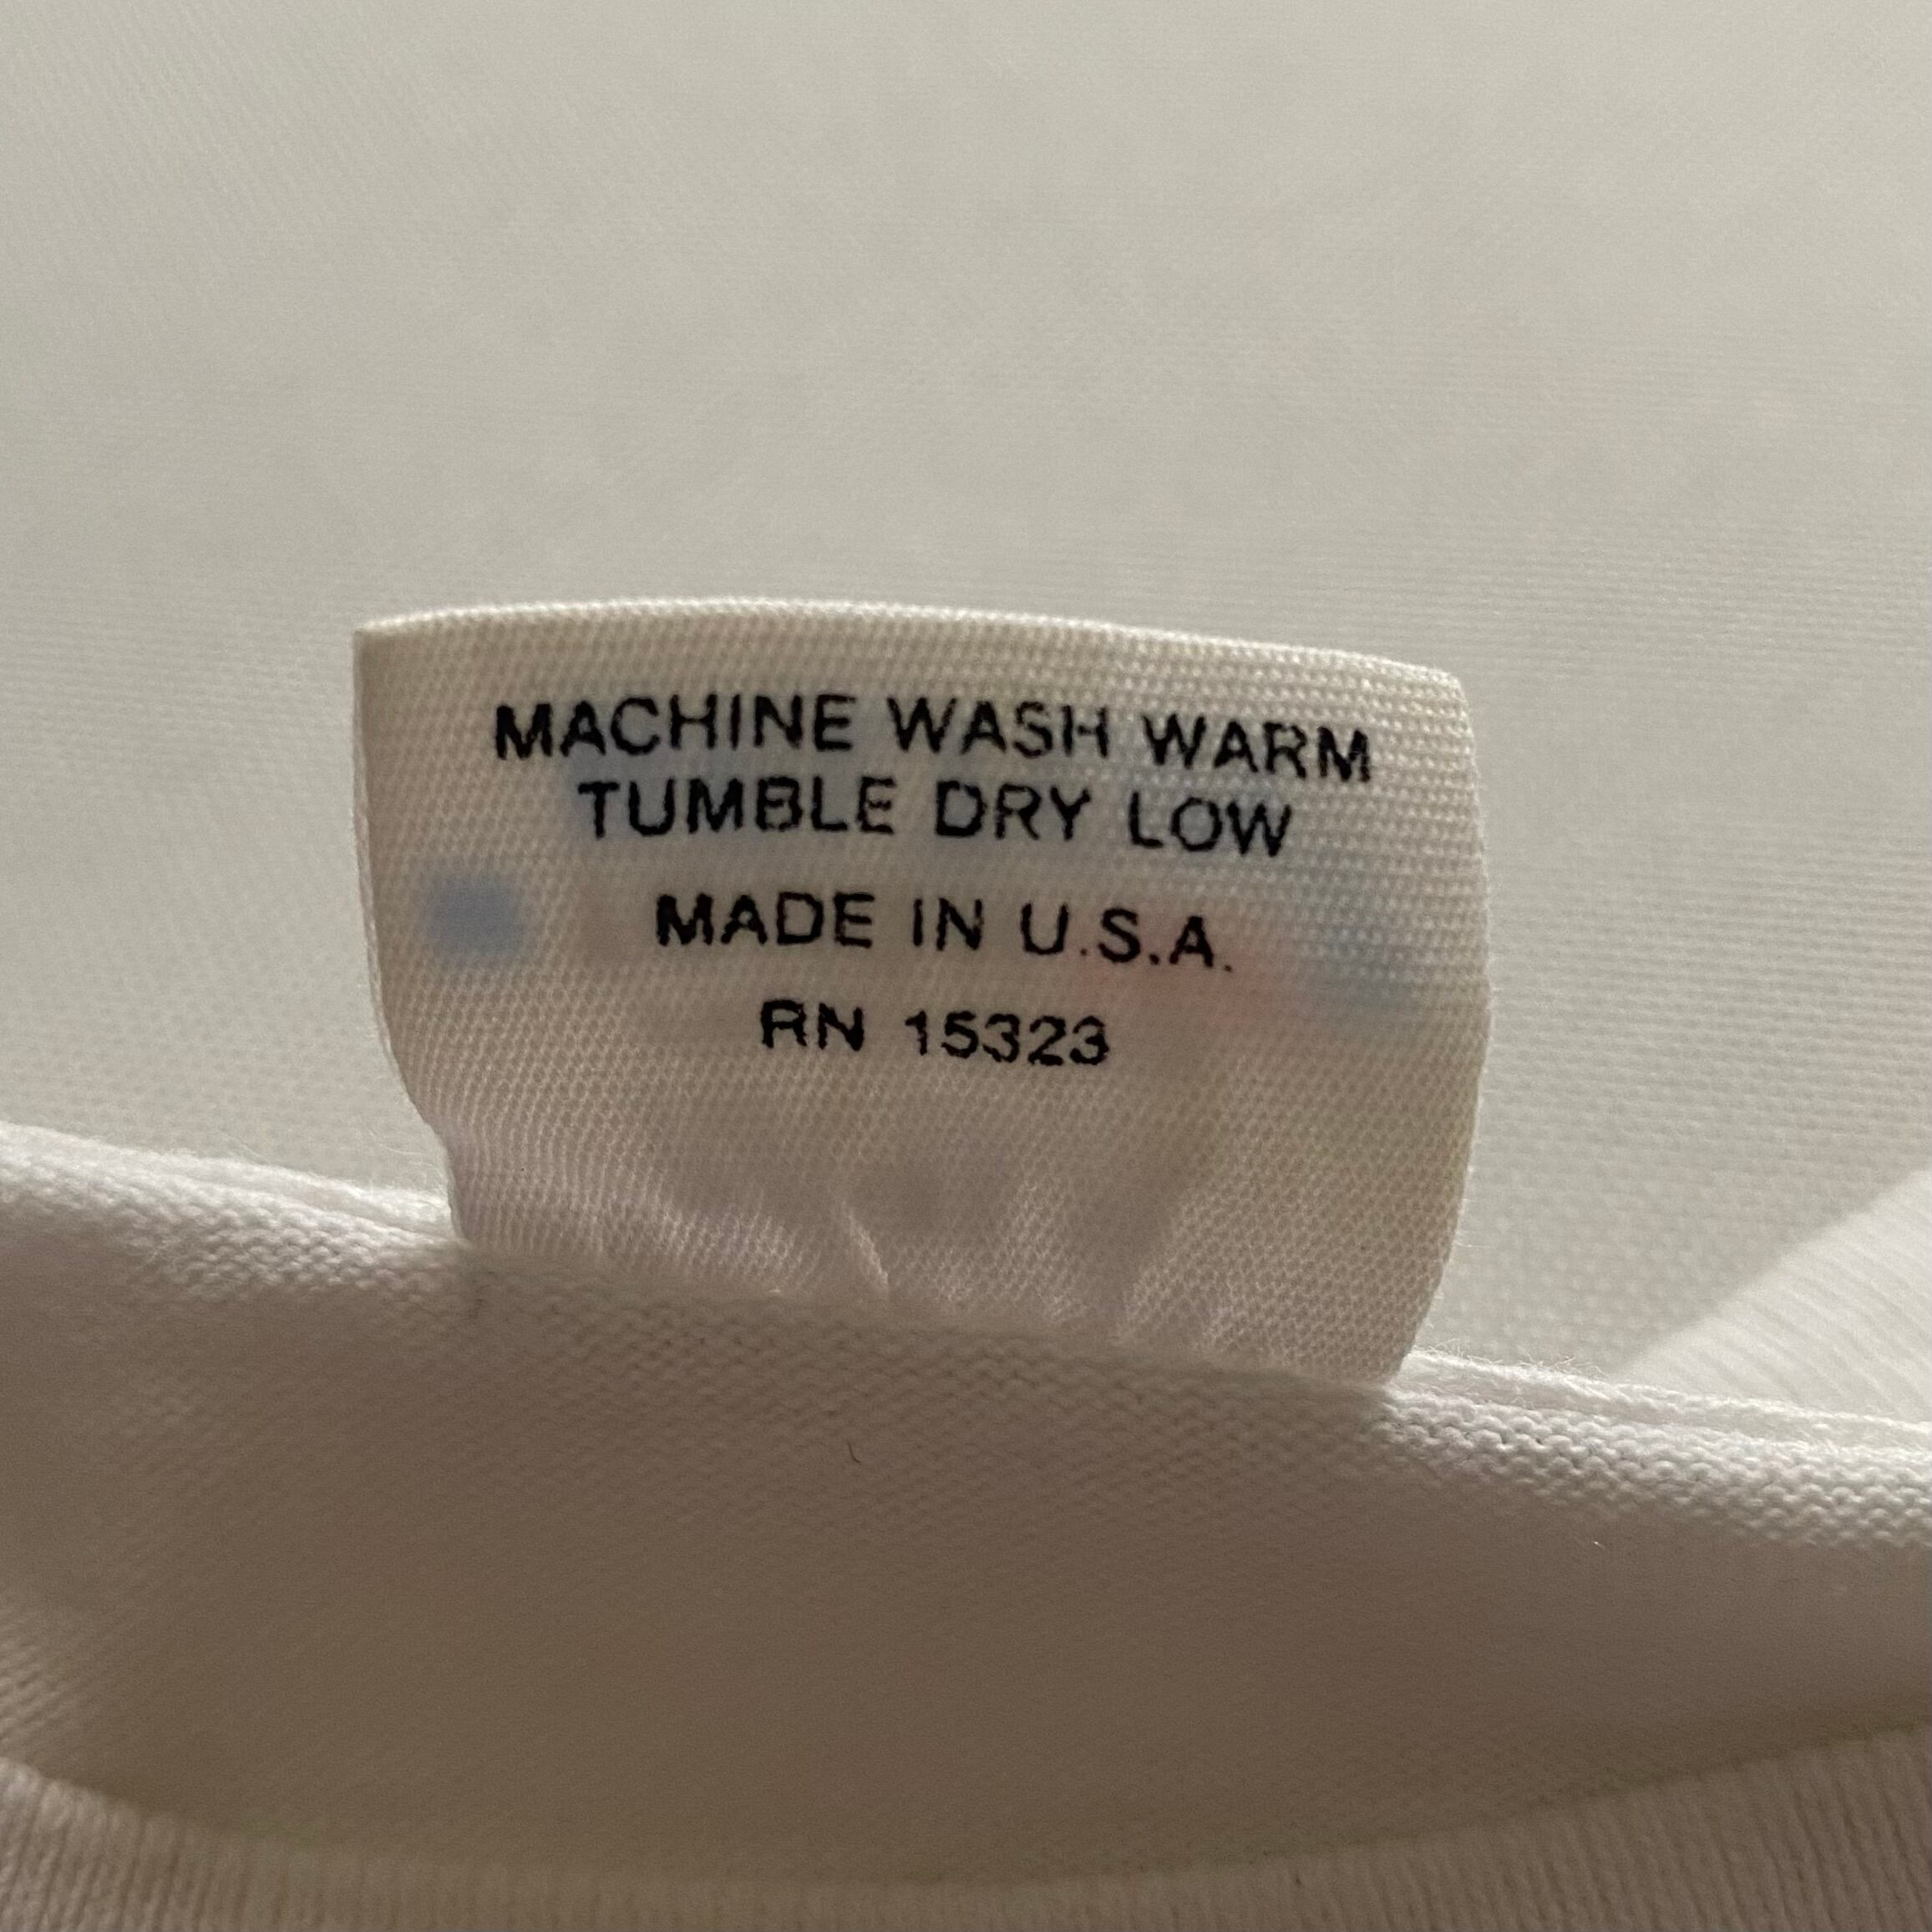 MACHINE WASH WARM
TUMBLE DRY LOW
MADE IN U.S.A.
RN 15323